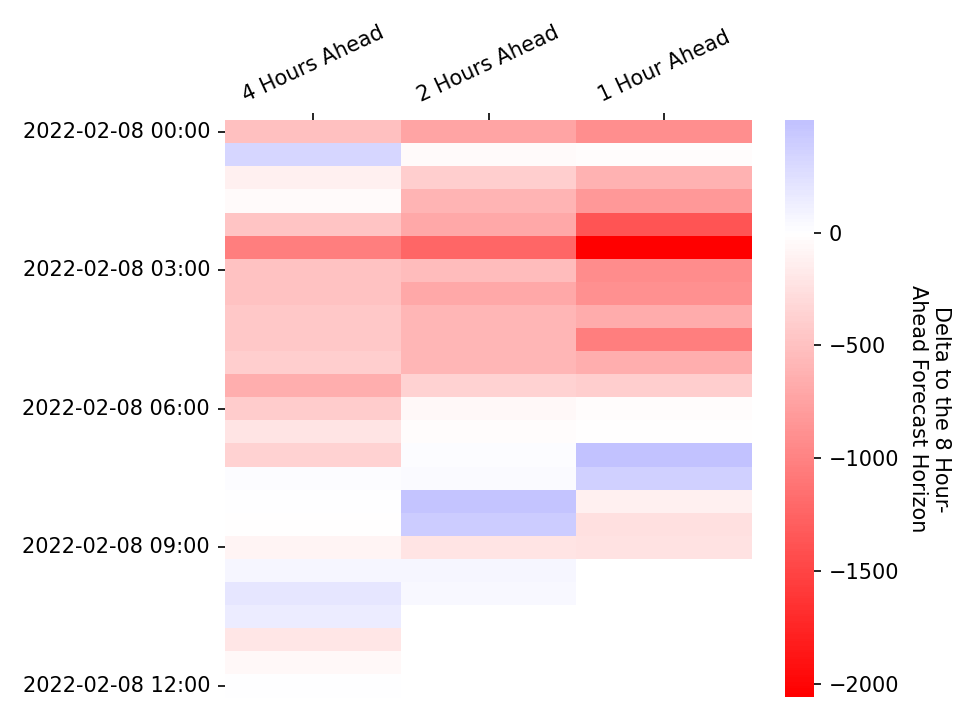 4 Hours Ahead
2 Hours Ahead
1 Hour Ahead
2022-02-08 00:00
2022-02-08 03:00
2022-02-08 06:00
2022-02-08 09:00
2022-02-08 12:00
0
−500
−1000
−1500
−2000
Delta to the 8 Hour-
Ahead Forecast Horizon